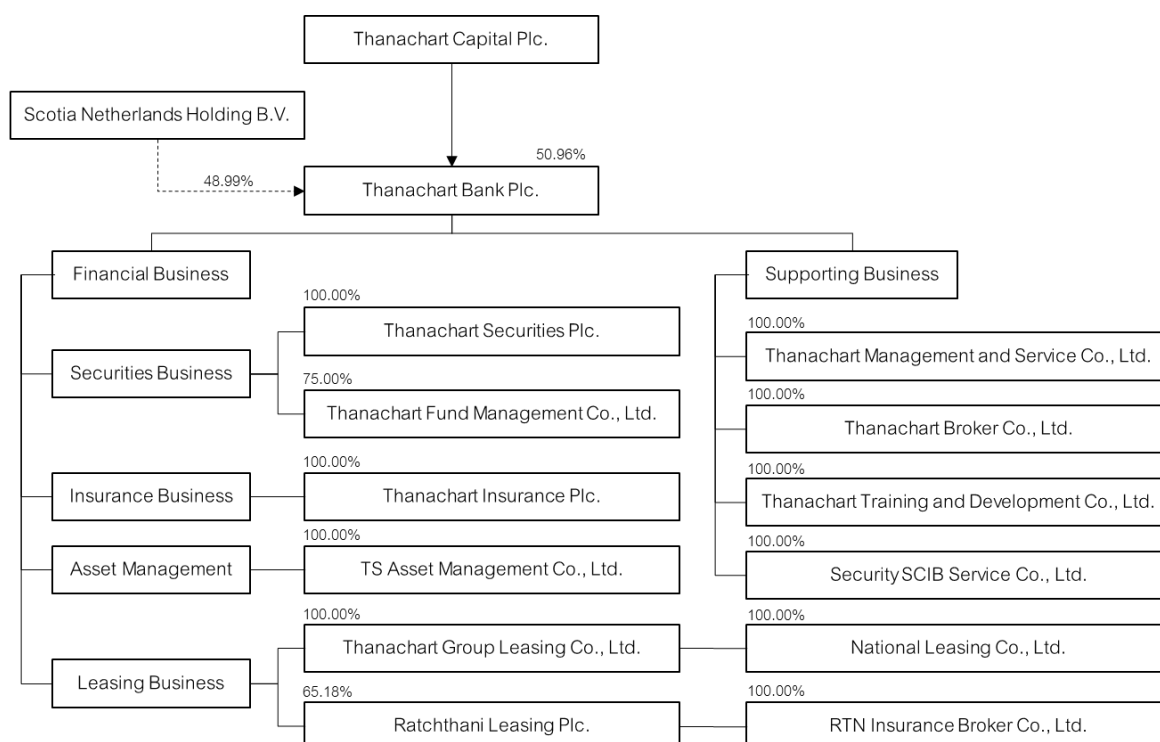 Thanachart Capital Plc.
Scotia Netherlands Holding B.V.
50.96%
48.99%
Thanachart Bank Plc.
Financial Business
Supporting Business
100.00%
Thanachart Securities Plc.
100.00%
Thanachart Management and Service Co., Ltd.
Securities Business
75.00%
Thanachart Fund Management Co., Ltd.
100.00%
Thanachart Broker Co., Ltd.
100.00%
Insurance Business
Thanachart Insurance Plc.
100.00%
Thanachart Training and Development Co., Ltd.
100.00%
Asset Management
TS Asset Management Co., Ltd.
100.00%
Security SCIB Service Co., Ltd.
100.00%
Thanachart Group Leasing Co., Ltd.
100.00%
National Leasing Co., Ltd.
Leasing Business
65.18%
Ratchthani Leasing Plc.
100.00%
RTN Insurance Broker Co., Ltd.